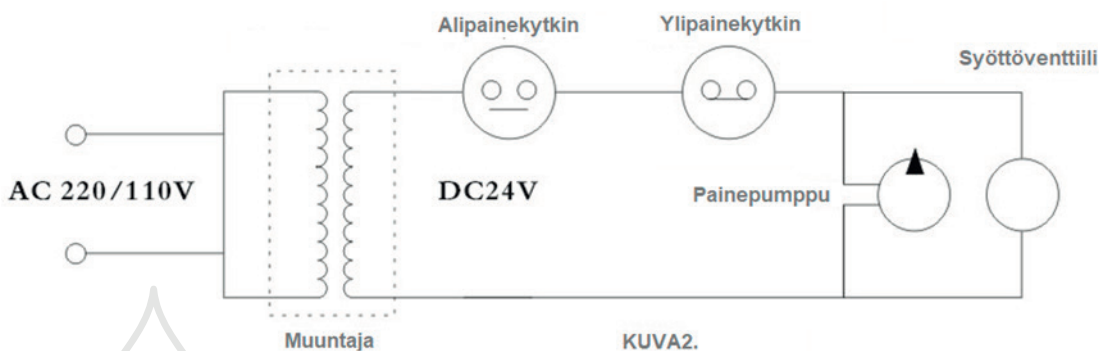 Alipainekytkin
Ylipainekytkin
Syöttöventtiili
AC 220/110V
DC24V
Painepumppu
Muuntaja
KUVA2.